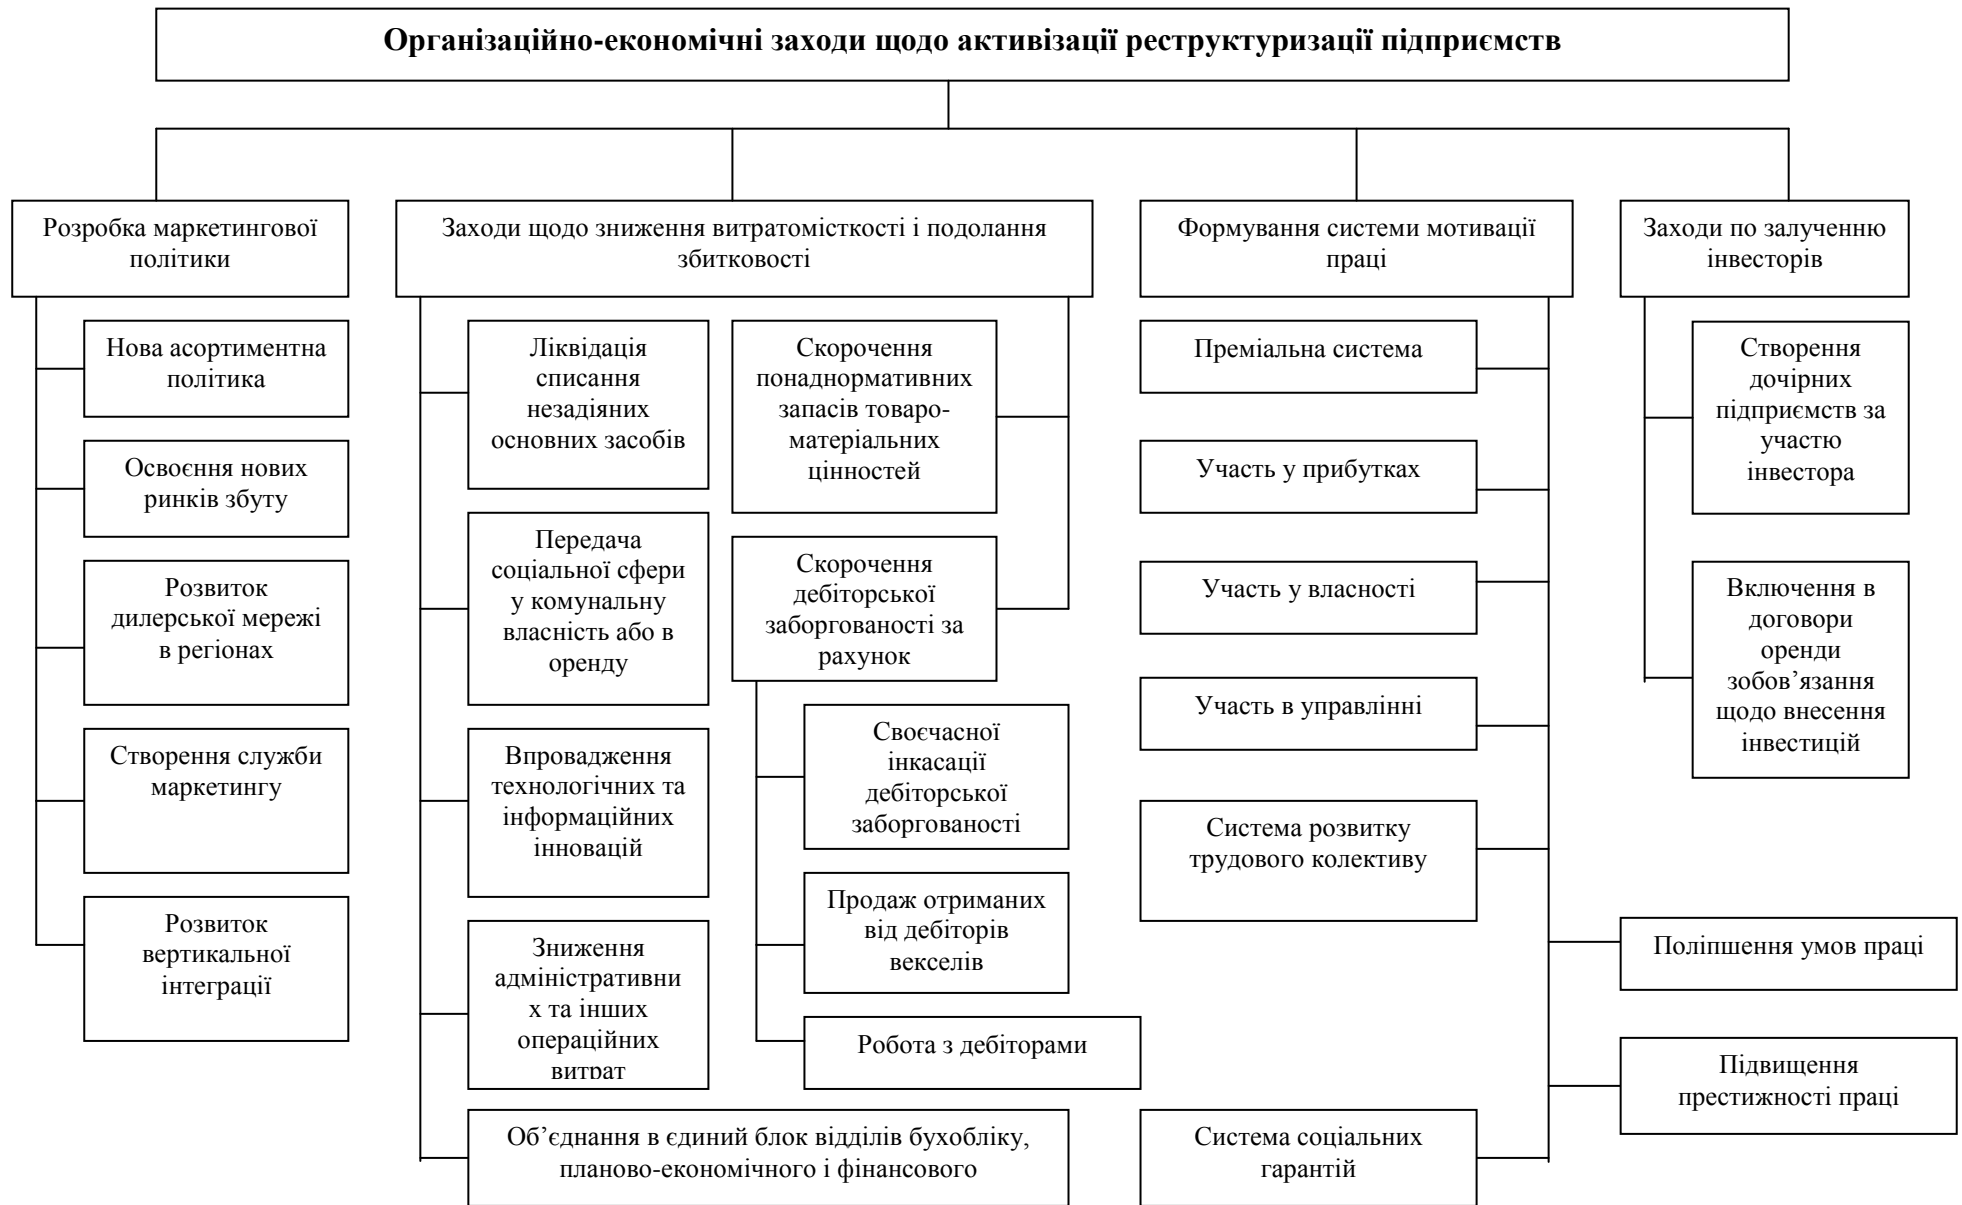 Організаційно-економічні заходи щодо активізації реструктуризації підприємств
Розробка маркетингової
політики
Нова асортиментна
політика
Освоєння нових
ринків збуту
Розвиток
дилерської мережі
в регіонах
Створення служби
маркетингу
Розвиток
вертикальної
інтеграції
Заходи щодо зниження витратомісткості і подолання
збитковості
Ліквідація
списання
незадіяних
основних засобів
Передача
соціальної сфери
у комунальну
власність або в
оренду
Впровадження
технологічних та
інформаційних
інновацій
Зниження
адміністративни
х та інших
операційних
витрат
Об’єднання в єдиний блок відділів бухобліку,
планово-економічного і фінансового
Скорочення
понаднормативних
запасів товаро-
матеріальних
цінностей
Скорочення
дебіторської
заборгованості за
рахунок
Своєчасної
інкасації
дебіторської
заборгованості
Продаж отриманих
від дебіторів
векселів
Робота з дебіторами
Формування системи мотивації
праці
Преміальна система
Участь у прибутках
Участь у власності
Участь в управлінні
Система розвитку
трудового колективу
Поліпшення умов праці
Підвищення
престижності праці
Система соціальних
гарантій
Заходи по залученню
інвесторів
Створення
дочірних
підприємств за
участю
інвестора
Включення в
договори
оренди
зобов’язання
щодо внесення
інвестицій